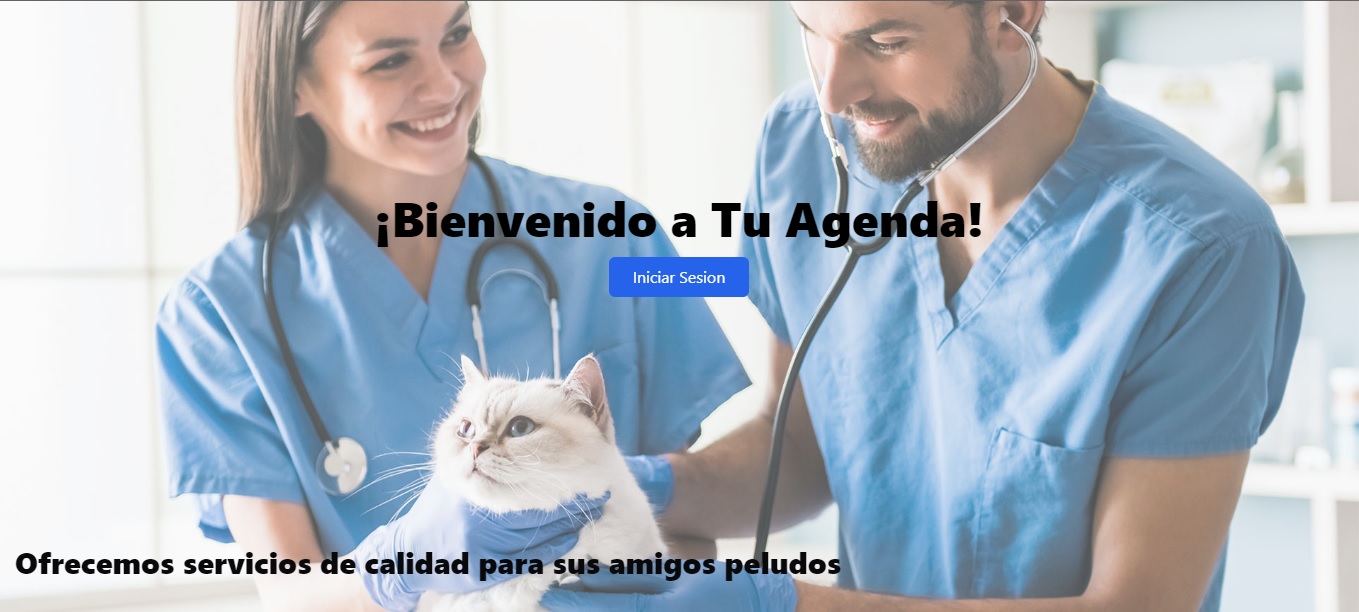 ¡Bienvenido a Tu Agenda!
Iniciar Sesion
Ofrecemos servicios de calidad para sus amigos peludos